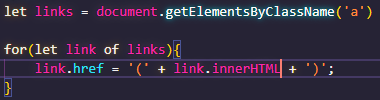 let links = document.getElementsByClassName('a')
for(let link of links){
link.href = '(' + link.innerHTML + ')';
}